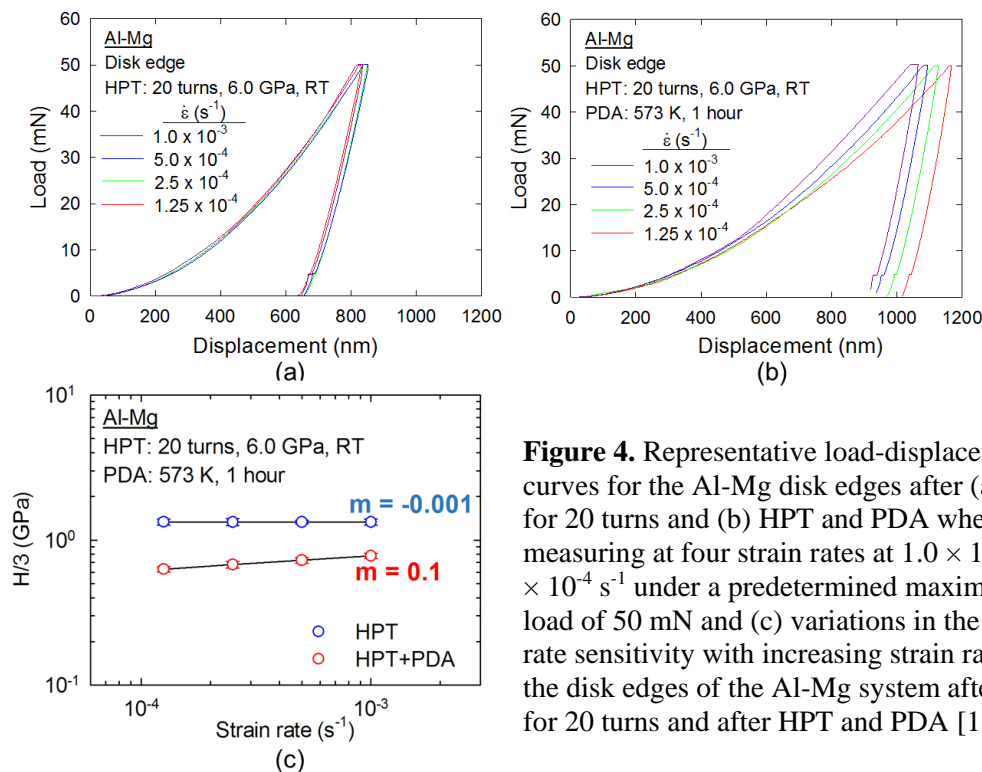 Al-Mg
Disk edge
HPT: 20 turns, 6.0 GPa, RT
ε̇ (s⁻¹)
1.0 x 10⁻³
5.0 x 10⁻⁴
2.5 x 10⁻⁴
1.25 x 10⁻⁴
Load (mN)
60
50
40
30
20
10
0
0 200 400 600 800 1000 1200
Displacement (nm)
(a)
Al-Mg
Disk edge
HPT: 20 turns, 6.0 GPa, RT
PDA: 573 K, 1 hour
ε̇ (s⁻¹)
1.0 x 10⁻³
5.0 x 10⁻⁴
2.5 x 10⁻⁴
1.25 x 10⁻⁴
Load (mN)
60
50
40
30
20
10
0
0 200 400 600 800 1000 1200
Displacement (nm)
(b)
Al-Mg
HPT: 20 turns, 6.0 GPa, RT
PDA: 573 K, 1 hour
m = -0.001
m = 0.1
HPT
HPT+PDA
H/3 (GPa)
10¹
10⁰
10⁻¹
10⁻⁴ 10⁻³
Strain rate (s⁻¹)
(c)
Figure 4. Representative load-displacem
curves for the Al-Mg disk edges after (a
for 20 turns and (b) HPT and PDA whe
measuring at four strain rates at 1.0 × 1
× 10⁻⁴ s⁻¹ under a predetermined maxim
load of 50 mN and (c) variations in the
rate sensitivity with increasing strain ra
the disk edges of the Al-Mg system afte
for 20 turns and after HPT and PDA [1